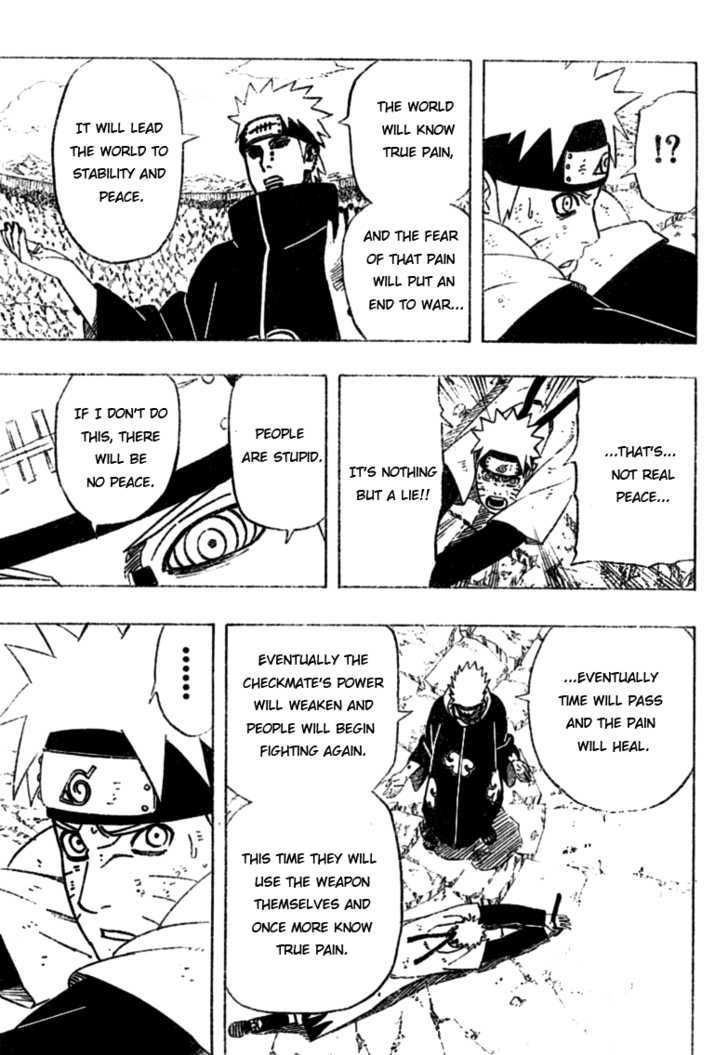 !?
THE WORLD
WILL KNOW
TRUE PAIN,
AND THE FEAR
OF THAT PAIN
WILL PUT AN
END TO WAR...
IT WILL LEAD
THE WORLD TO
STABILITY AND
PEACE.
...THAT'S...
NOT REAL
PEACE...
IT'S NOTHING
BUT A LIE!!
PEOPLE
ARE STUPID.
IF I DON'T DO
THIS, THERE
WILL BE
NO PEACE.
...EVENTUALLY
TIME WILL PASS
AND THE PAIN
WILL HEAL.
EVENTUALLY THE
CHECKMATE'S POWER
WILL WEAKEN AND
PEOPLE WILL BEGIN
FIGHTING AGAIN.
THIS TIME THEY WILL
USE THE WEAPON
THEMSELVES AND
ONCE MORE KNOW
TRUE PAIN.
......